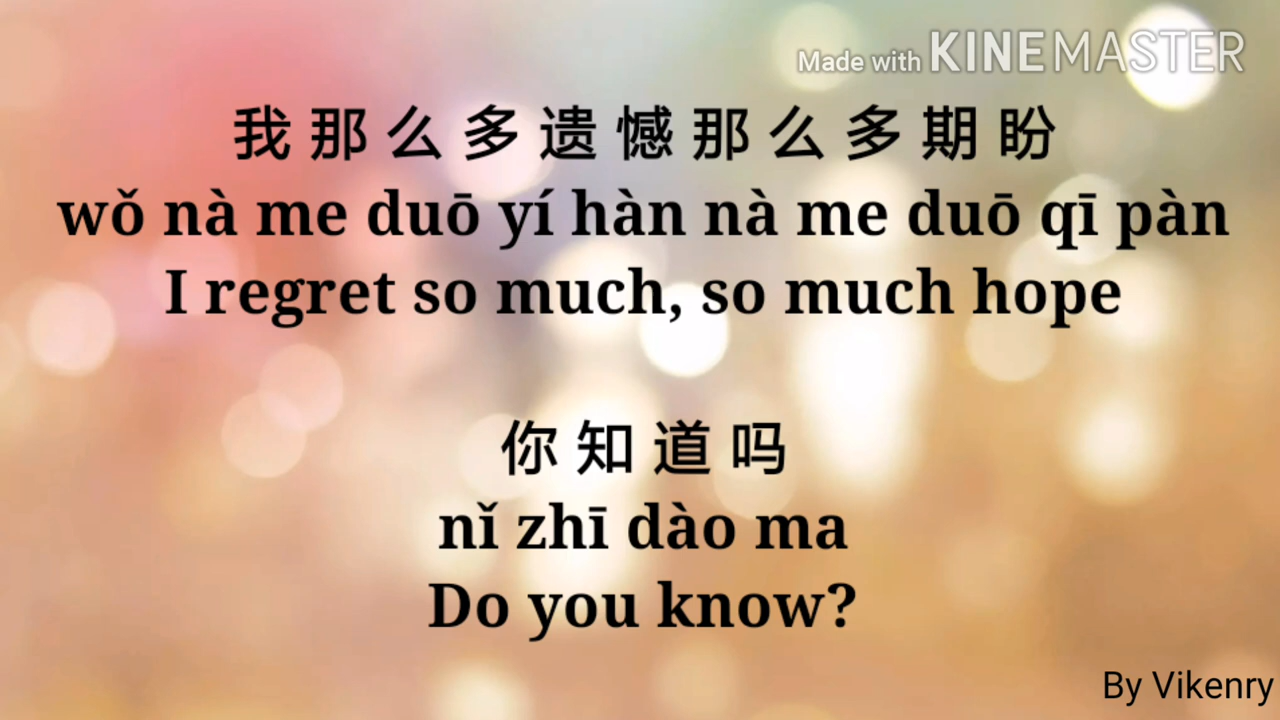 Made with KINEMASTER
我那么多遗憾那么多期盼
wǒ nà me duō yí hàn nà me duō qī pàn
I regret so much, so much hope
你知道吗
nǐ zhī dào ma
Do you know?
By Vikenry